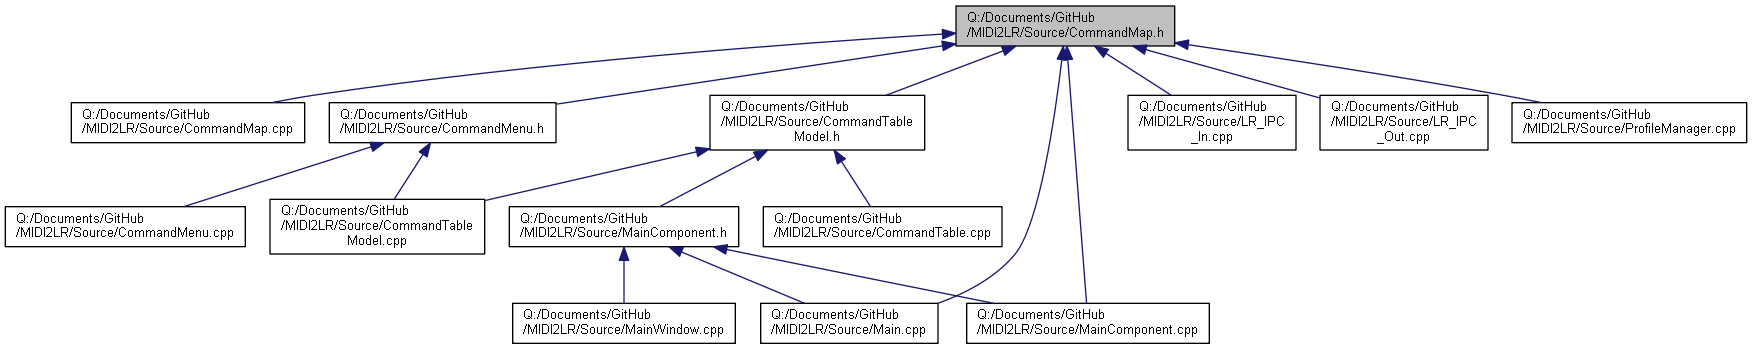 Q:/Documents/GitHub
/MIDI2LR/Source/CommandMap.h
Q:/Documents/GitHub
/MIDI2LR/Source/CommandMap.cpp
Q:/Documents/GitHub
/MIDI2LR/Source/CommandMenu.h
Q:/Documents/GitHub
/MIDI2LR/Source/CommandTable
Model.h
Q:/Documents/GitHub
/MIDI2LR/Source/LR_IPC
_In.cpp
Q:/Documents/GitHub
/MIDI2LR/Source/LR_IPC
_Out.cpp
Q:/Documents/GitHub
/MIDI2LR/Source/ProfileManager.cpp
Q:/Documents/GitHub
/MIDI2LR/Source/CommandMenu.cpp
Q:/Documents/GitHub
/MIDI2LR/Source/CommandTable
Model.cpp
Q:/Documents/GitHub
/MIDI2LR/Source/MainComponent.h
Q:/Documents/GitHub
/MIDI2LR/Source/CommandTable.cpp
Q:/Documents/GitHub
/MIDI2LR/Source/MainWindow.cpp
Q:/Documents/GitHub
/MIDI2LR/Source/Main.cpp
Q:/Documents/GitHub
/MIDI2LR/Source/MainComponent.cpp